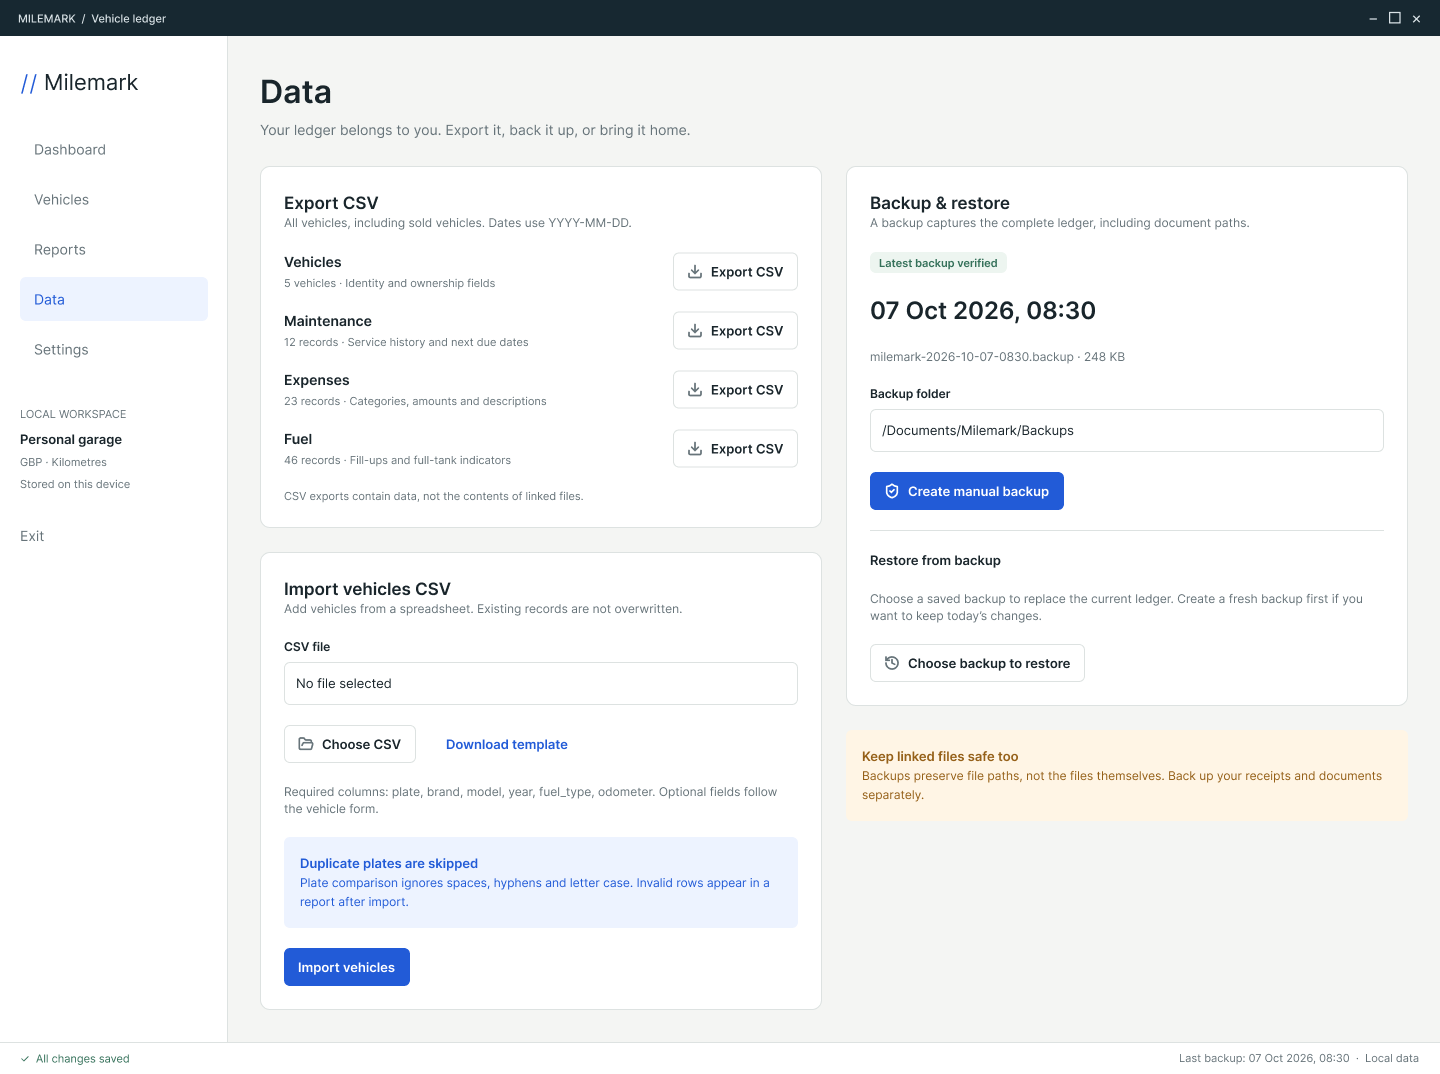 MILEMARK / Vehicle ledger
// Milemark
Dashboard
Vehicles
Reports
Data
Settings
LOCAL WORKSPACE
Personal garage
GBP · Kilometres
Stored on this device
Exit
Data
Your ledger belongs to you. Export it, back it up, or bring it home.
Export CSV
All vehicles, including sold vehicles. Dates use YYYY-MM-DD.
Vehicles
5 vehicles · Identity and ownership fields
Export CSV
Maintenance
12 records · Service history and next due dates
Export CSV
Expenses
23 records · Categories, amounts and descriptions
Export CSV
Fuel
46 records · Fill-ups and full-tank indicators
Export CSV
CSV exports contain data, not the contents of linked files.
Import vehicles CSV
Add vehicles from a spreadsheet. Existing records are not overwritten.
CSV file
No file selected
Choose CSV
Download template
Required columns: plate, brand, model, year, fuel_type, odometer. Optional fields follow
the vehicle form.
Duplicate plates are skipped
Plate comparison ignores spaces, hyphens and letter case. Invalid rows appear in a
report after import.
Import vehicles
Backup & restore
A backup captures the complete ledger, including document paths.
Latest backup verified
07 Oct 2026, 08:30
milemark-2026-10-07-0830.backup · 248 KB
Backup folder
/Documents/Milemark/Backups
Create manual backup
Restore from backup
Choose a saved backup to replace the current ledger. Create a fresh backup first if you
want to keep today’s changes.
Choose backup to restore
Keep linked files safe too
Backups preserve file paths, not the files themselves. Back up your receipts and documents
separately.
✓ All changes saved
Last backup: 07 Oct 2026, 08:30 · Local data